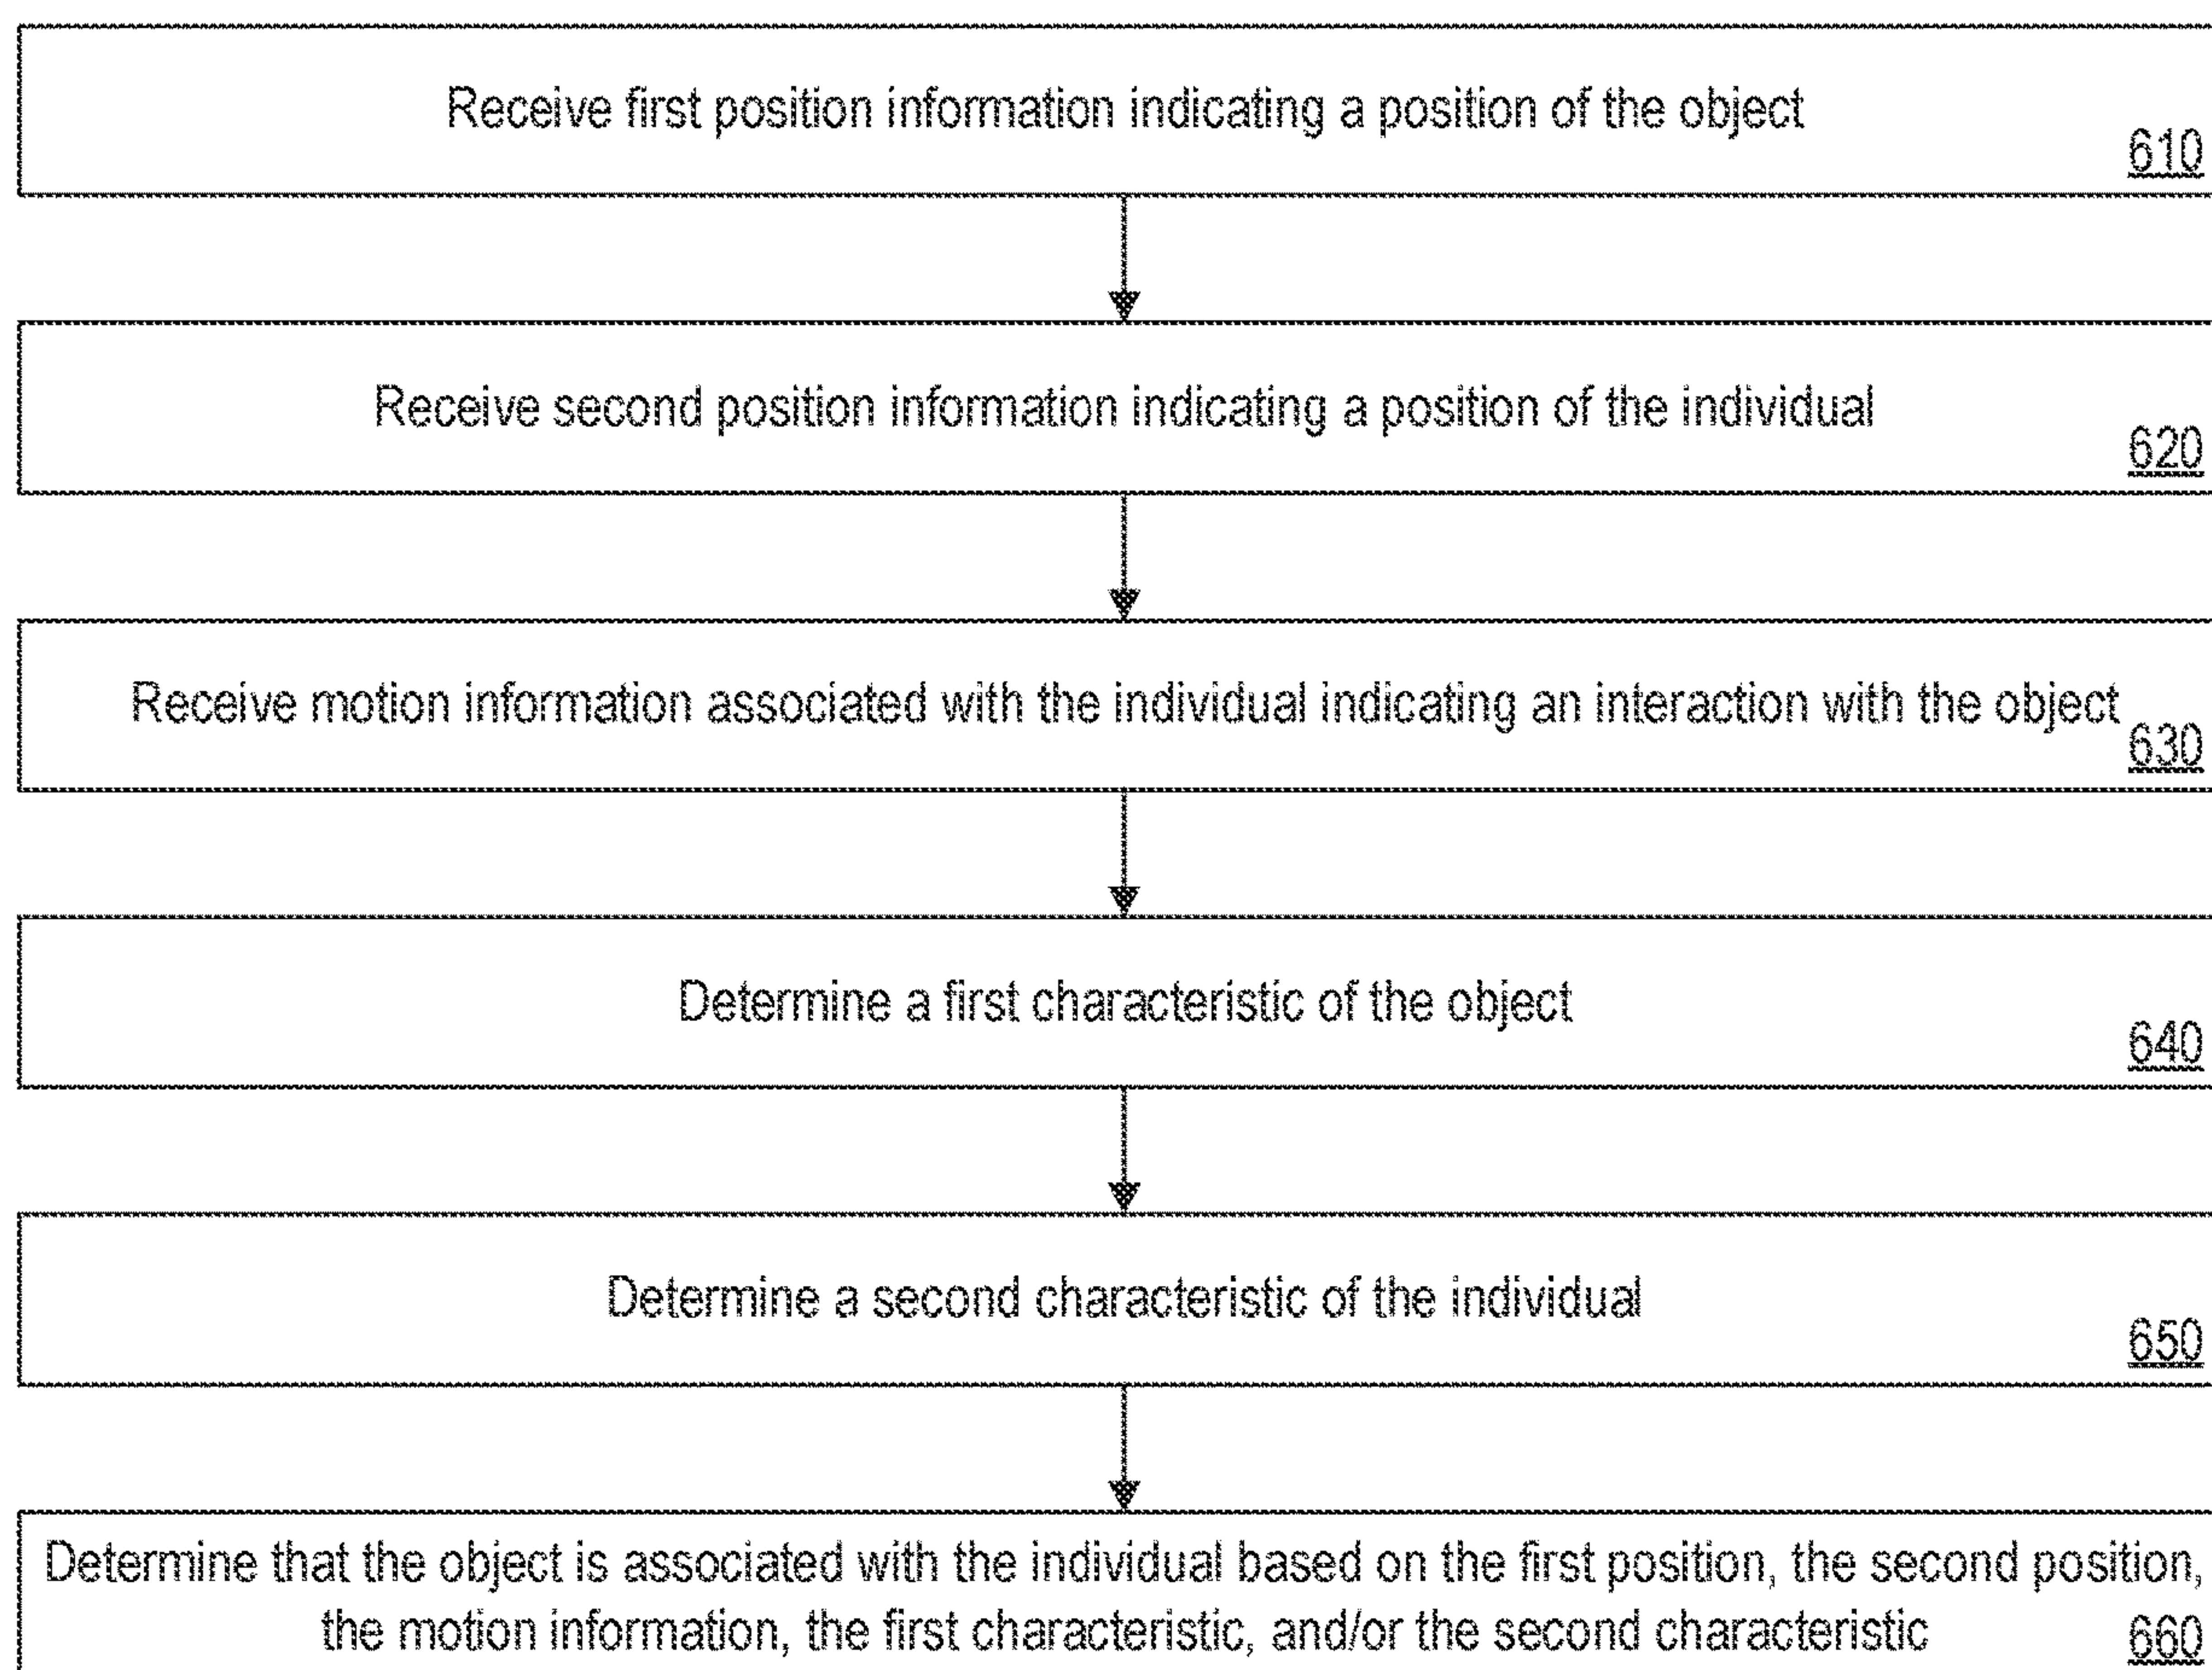 Receive first position information indicating a position of the object
610
Receive second position information indicating a position of the individual
620
Receive motion information associated with the individual indicating an interaction with the object
630
Determine a first characteristic of the object
640
Determine a second characteristic of the individual
650
Determine that the object is associated with the individual based on the first position, the second position,
the motion information, the first characteristic, and/or the second characteristic
660